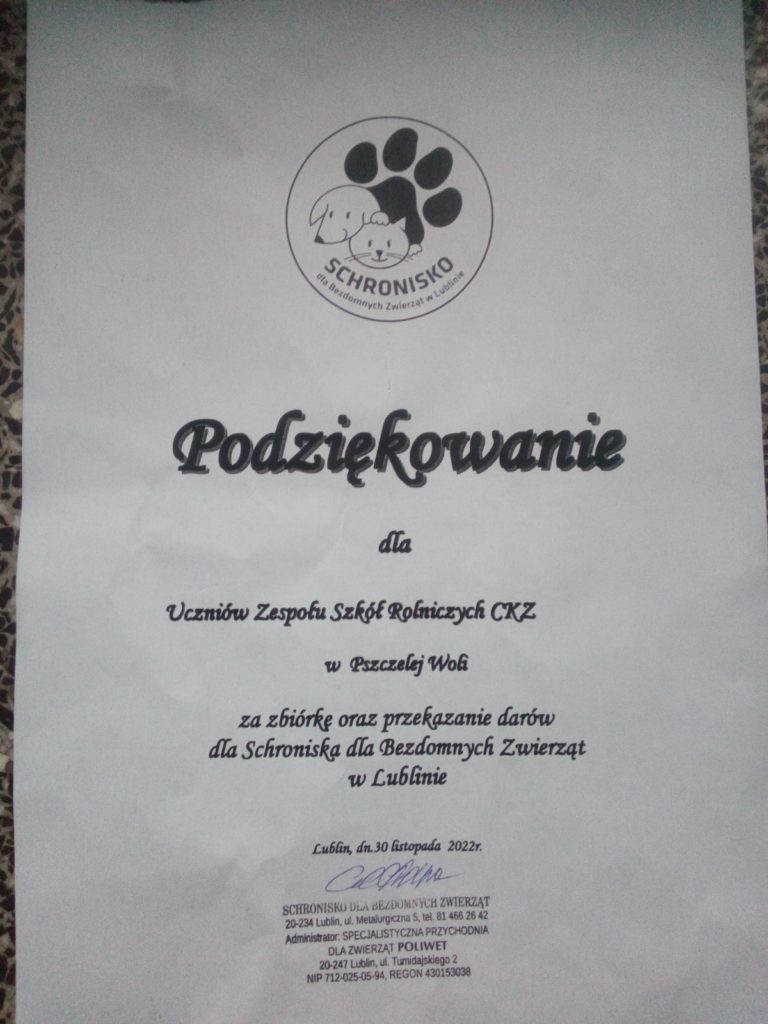 SCHRONISKO
dla Bezdomnych Zwierząt w Lublinie
Podziękowanie
dla
Uczniów Zespołu Szkół Rolniczych CKZ
w Pszczelej Woli
za zbiórkę oraz przekazanie darów
dla Schroniska dla Bezdomnych Zwierząt
w Lublinie
Lublin, dn.30 listopada 2022r.
SCHRONISKO DLA BEZDOMNYCH ZWIERZĄT
20-234 Lublin, ul. Metalurgiczna 5, tel. 81 466 26 42
Administrator: SPECJALISTYCZNA PRZYCHODNIA
DLA ZWIERZĄT POLIWET
20-247 Lublin, ul. Tumidajskiego 2
NIP 712-025-05-94, REGON 430153038